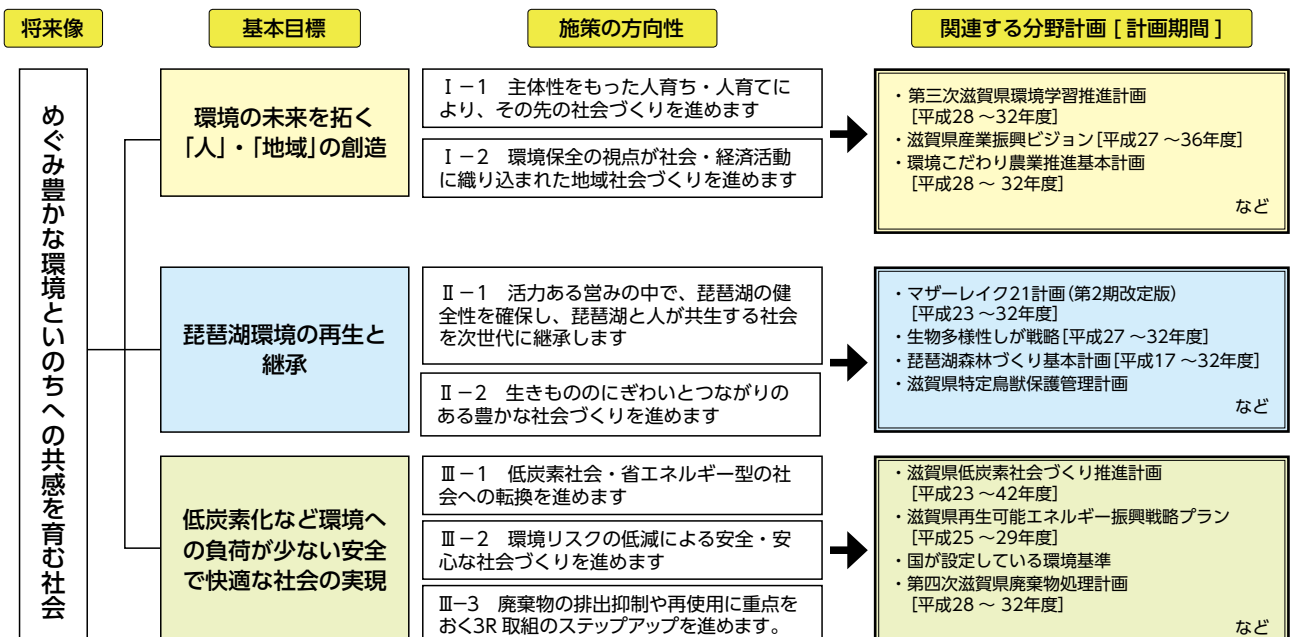 将来像
基本目標
施策の方向性
関連する分野計画 [ 計画期間 ]
めぐみ豊かな環境といのちへの共感を育む社会
環境の未来を拓く
「人」・「地域」の創造
Ⅰ－1　主体性をもった人育ち・人育てに
より、その先の社会づくりを進めます
Ⅰ－2　環境保全の視点が社会・経済活動
に織り込まれた地域社会づくりを進めます
・第三次滋賀県環境学習推進計画
[平成28 ～32年度]
・滋賀県産業振興ビジョン[平成27 ～36年度]
・環境こだわり農業推進基本計画
[平成28 ～ 32年度]
など
琵琶湖環境の再生と
継承
Ⅱ－1　活力ある営みの中で、琵琶湖の健
全性を確保し、琵琶湖と人が共生する社会
を次世代に継承します
Ⅱ－2　生きもののにぎわいとつながりの
ある豊かな社会づくりを進めます
・マザーレイク21計画(第2期改定版)
[平成23 ～32年度]
・生物多様性しが戦略[平成27 ～32年度]
・琵琶湖森林づくり基本計画[平成17 ～32年度]
・滋賀県特定鳥獣保護管理計画
など
低炭素化など環境へ
の負荷が少ない安全
で快適な社会の実現
Ⅲ－1　低炭素社会・省エネルギー型の社
会への転換を進めます
Ⅲ－2　環境リスクの低減による安全・安
心な社会づくりを進めます
Ⅲ－3　廃棄物の排出抑制や再使用に重点を
おく3R 取組のステップアップを進めます。
・滋賀県低炭素社会づくり推進計画
[平成23 ～42年度]
・滋賀県再生可能エネルギー振興戦略プラン
[平成25 ～29年度]
・国が設定している環境基準
・第四次滋賀県廃棄物処理計画
[平成28 ～ 32年度]
など